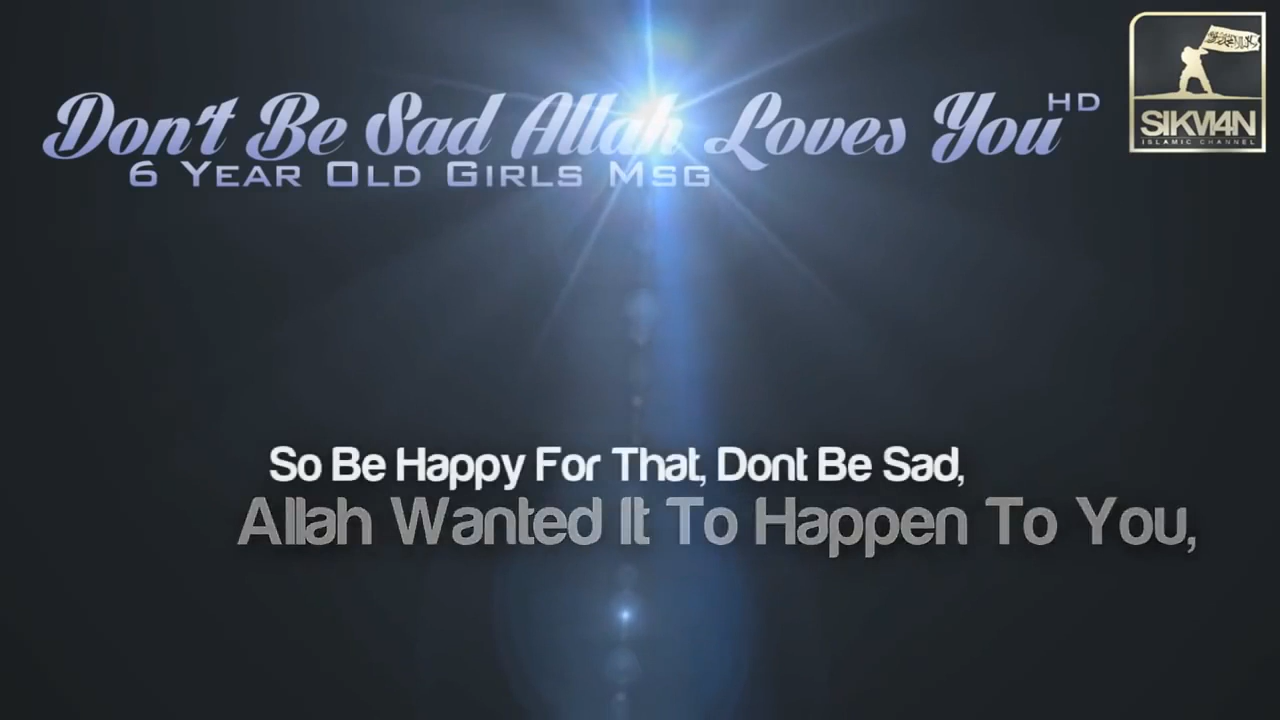 Don't Be Sad Allah Loves You HD
6 Year Old Girls Msg
SIKVVI4N
ISLAMIC CHANNEL
So Be Happy For That, Dont Be Sad,
Allah Wanted It To Happen To You,